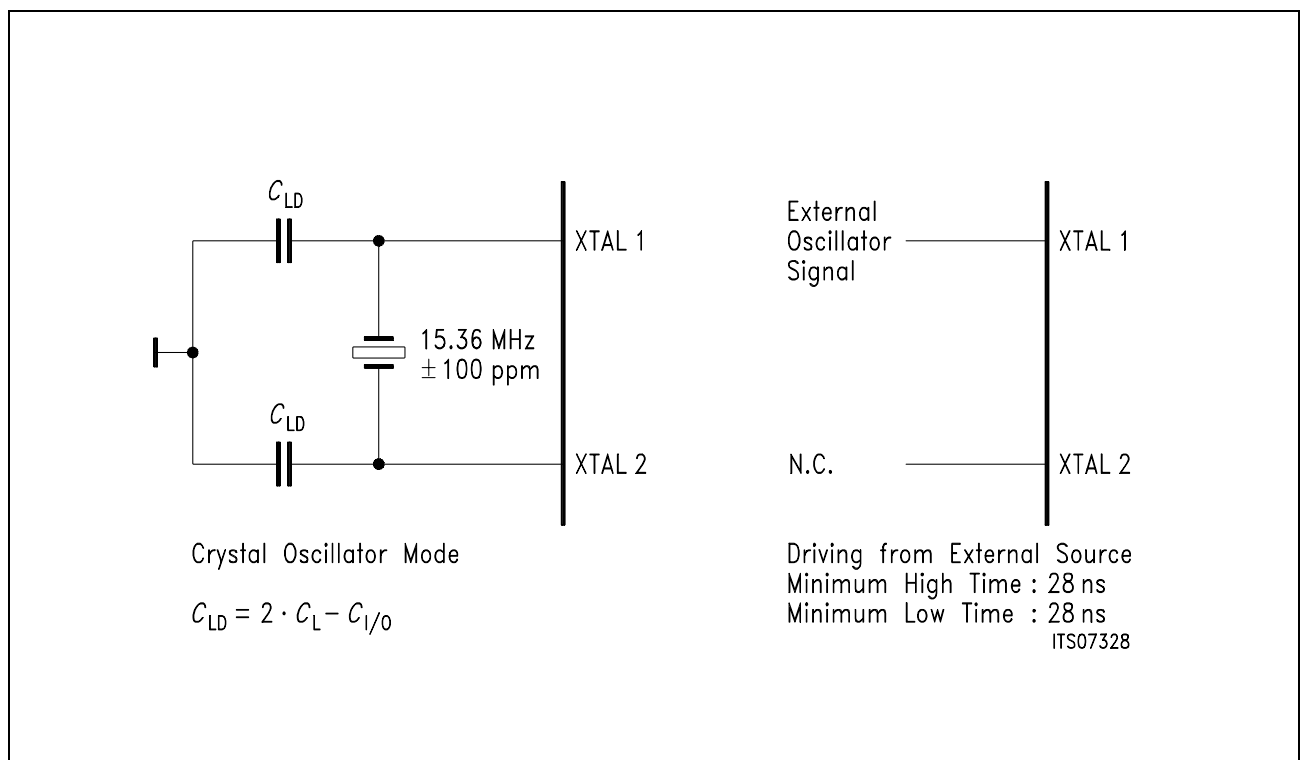 C_LD
XTAL 1
15.36 MHz
±100 ppm
C_LD
XTAL 2
Crystal Oscillator Mode
C_LD = 2 · C_L – C_I/O
External
Oscillator
Signal
XTAL 1
N.C.
XTAL 2
Driving from External Source
Minimum High Time : 28 ns
Minimum Low Time : 28 ns
ITS07328